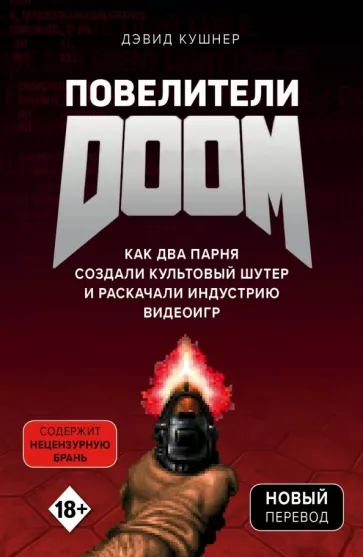 ДЭВИД КУШНЕР
ПОВЕЛИТЕЛИ
DOOM
КАК ДВА ПАРНЯ
СОЗДАЛИ КУЛЬТОВЫЙ ШУТЕР
И РАСКАЧАЛИ ИНДУСТРИЮ
ВИДЕОИГР
СОДЕРЖИТ
НЕЦЕНЗУРНУЮ
БРАНЬ
18+
НОВЫЙ
ПЕРЕВОД